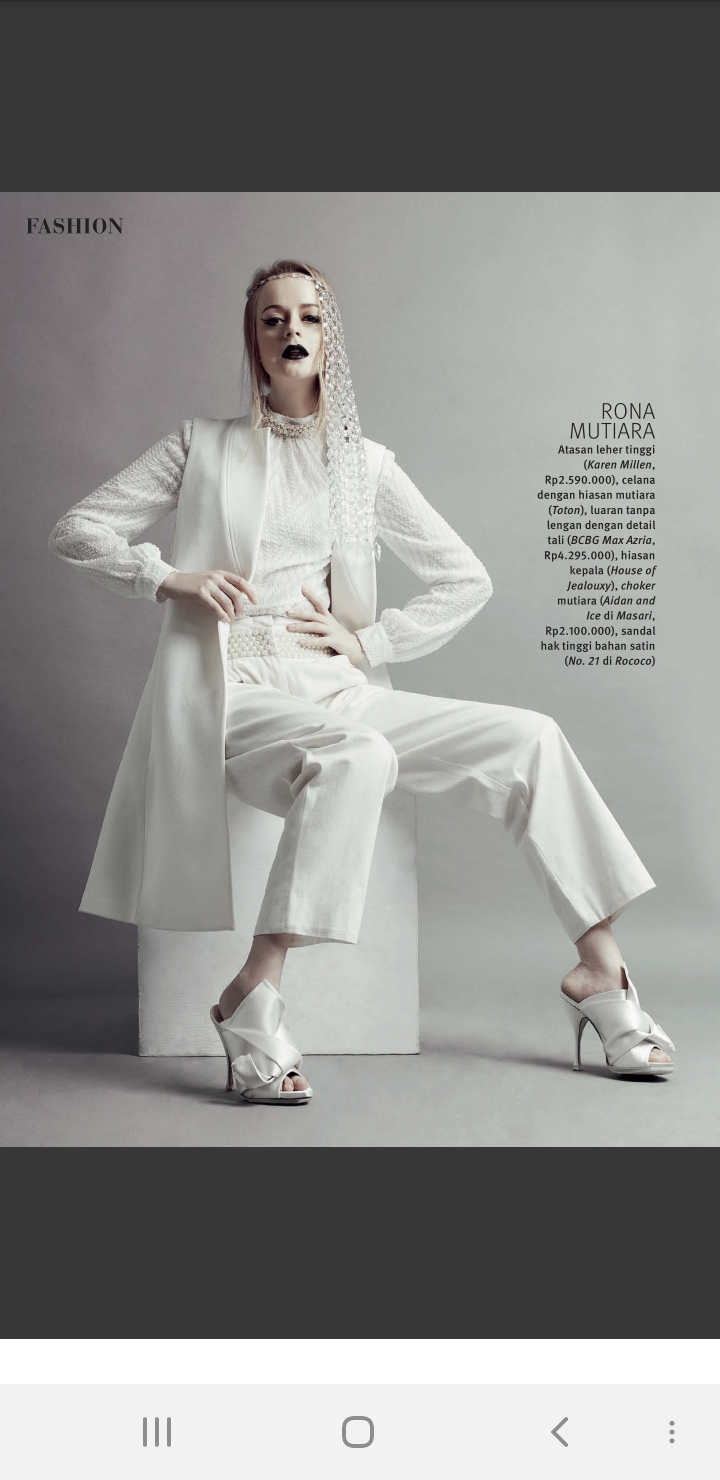 FASHION
RONA
MUTIARA
Atasan leher tinggi
(Karen Millen,
Rp2.590.000), celana
dengan hiasan mutiara
(Toton), luaran tanpa
lengan dengan detail
tali (BCBG Max Azria,
Rp4.295.000), hiasan
kepala (House of
Jealouxy), choker
mutiara (Aidan and
Ice di Masari,
Rp2.100.000), sandal
hak tinggi bahan satin
(No. 21 di Rococo)